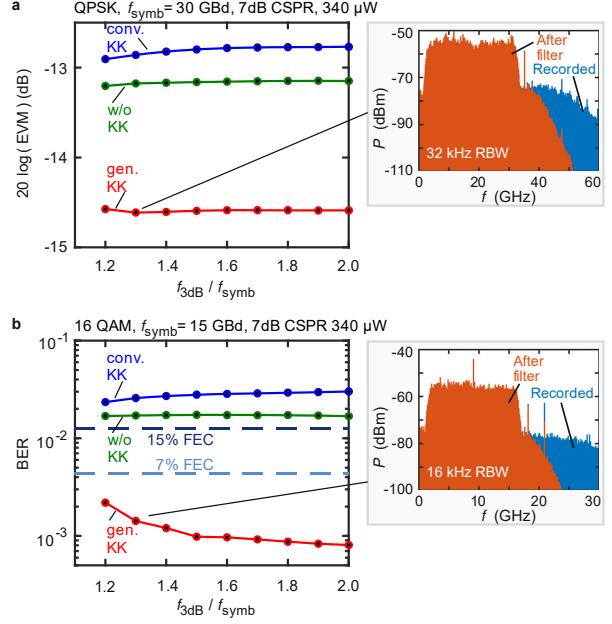 a QPSK, f_symb= 30 GBd, 7dB CSPR, 340 µW
conv.
KK
w/o
KK
gen.
KK
-13
-14
-15
20 log ( EVM ) (dB)
1.2 1.4 1.6 1.8 2.0
f_3dB / f_symb
After
filter
Recorded
32 kHz RBW
-50
-70
-90
-110
P (dBm)
0 20 40 60
f (GHz)
b 16 QAM, f_symb= 15 GBd, 7dB CSPR 340 µW
conv.
KK
w/o
KK
15% FEC
7% FEC
gen.
KK
10^-1
10^-2
10^-3
BER
1.2 1.4 1.6 1.8 2.0
f_3dB / f_symb
After
filter
Recorded
16 kHz RBW
-40
-60
-80
-100
P (dBm)
0 10 20 30
f (GHz)